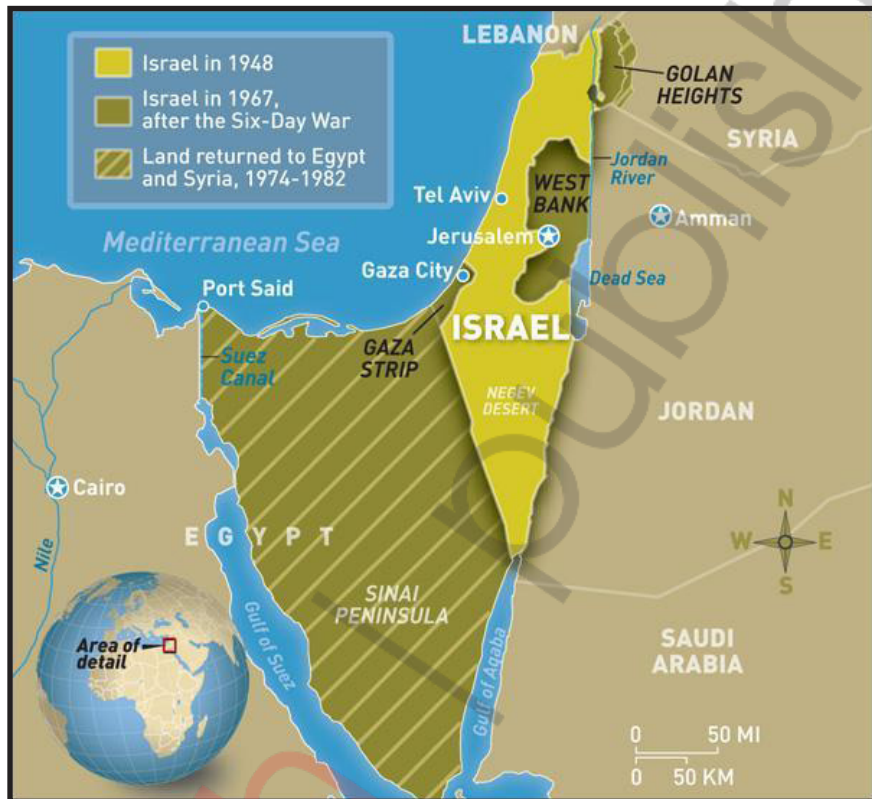 LEBANON
Israel in 1948
Israel in 1967,
after the Six-Day War
Land returned to Egypt
and Syria, 1974-1982
GOLAN
HEIGHTS
SYRIA
Jordan
River
WEST
BANK
Tel Aviv
Amman
Jerusalem
Mediterranean Sea
Gaza City
Dead Sea
Port Said
ISRAEL
GAZA
STRIP
Suez
Canal
NEGEV
DESERT
JORDAN
Cairo
N
W E
S
EGYPT
Nile
SINAI
PENINSULA
Gulf of Suez
Gulf of Aqaba
Area of
detail
SAUDI
ARABIA
0 50 MI
0 50 KM